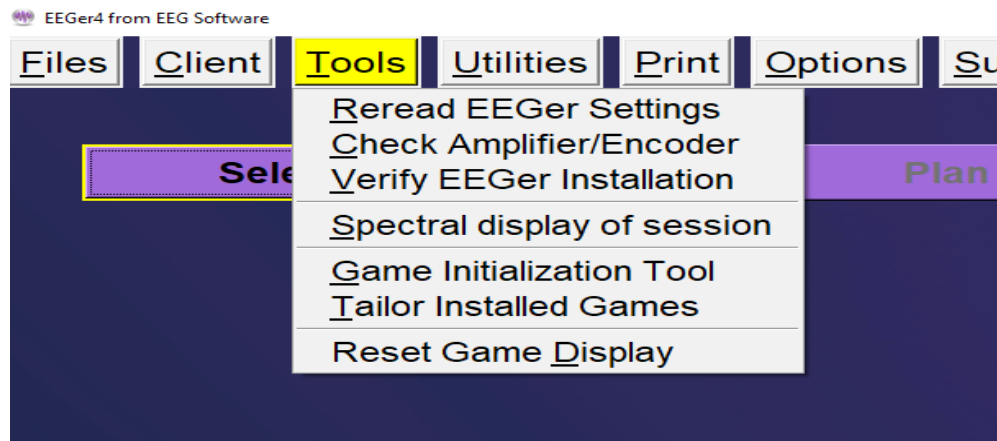 EEGer4 from EEG Software
Files Client Tools Utilities Print Options
Reread EEGer Settings
Check Amplifier/Encoder
Verify EEGer Installation
Plan
Spectral display of session
Game Initialization Tool
Tailor Installed Games
Reset Game Display